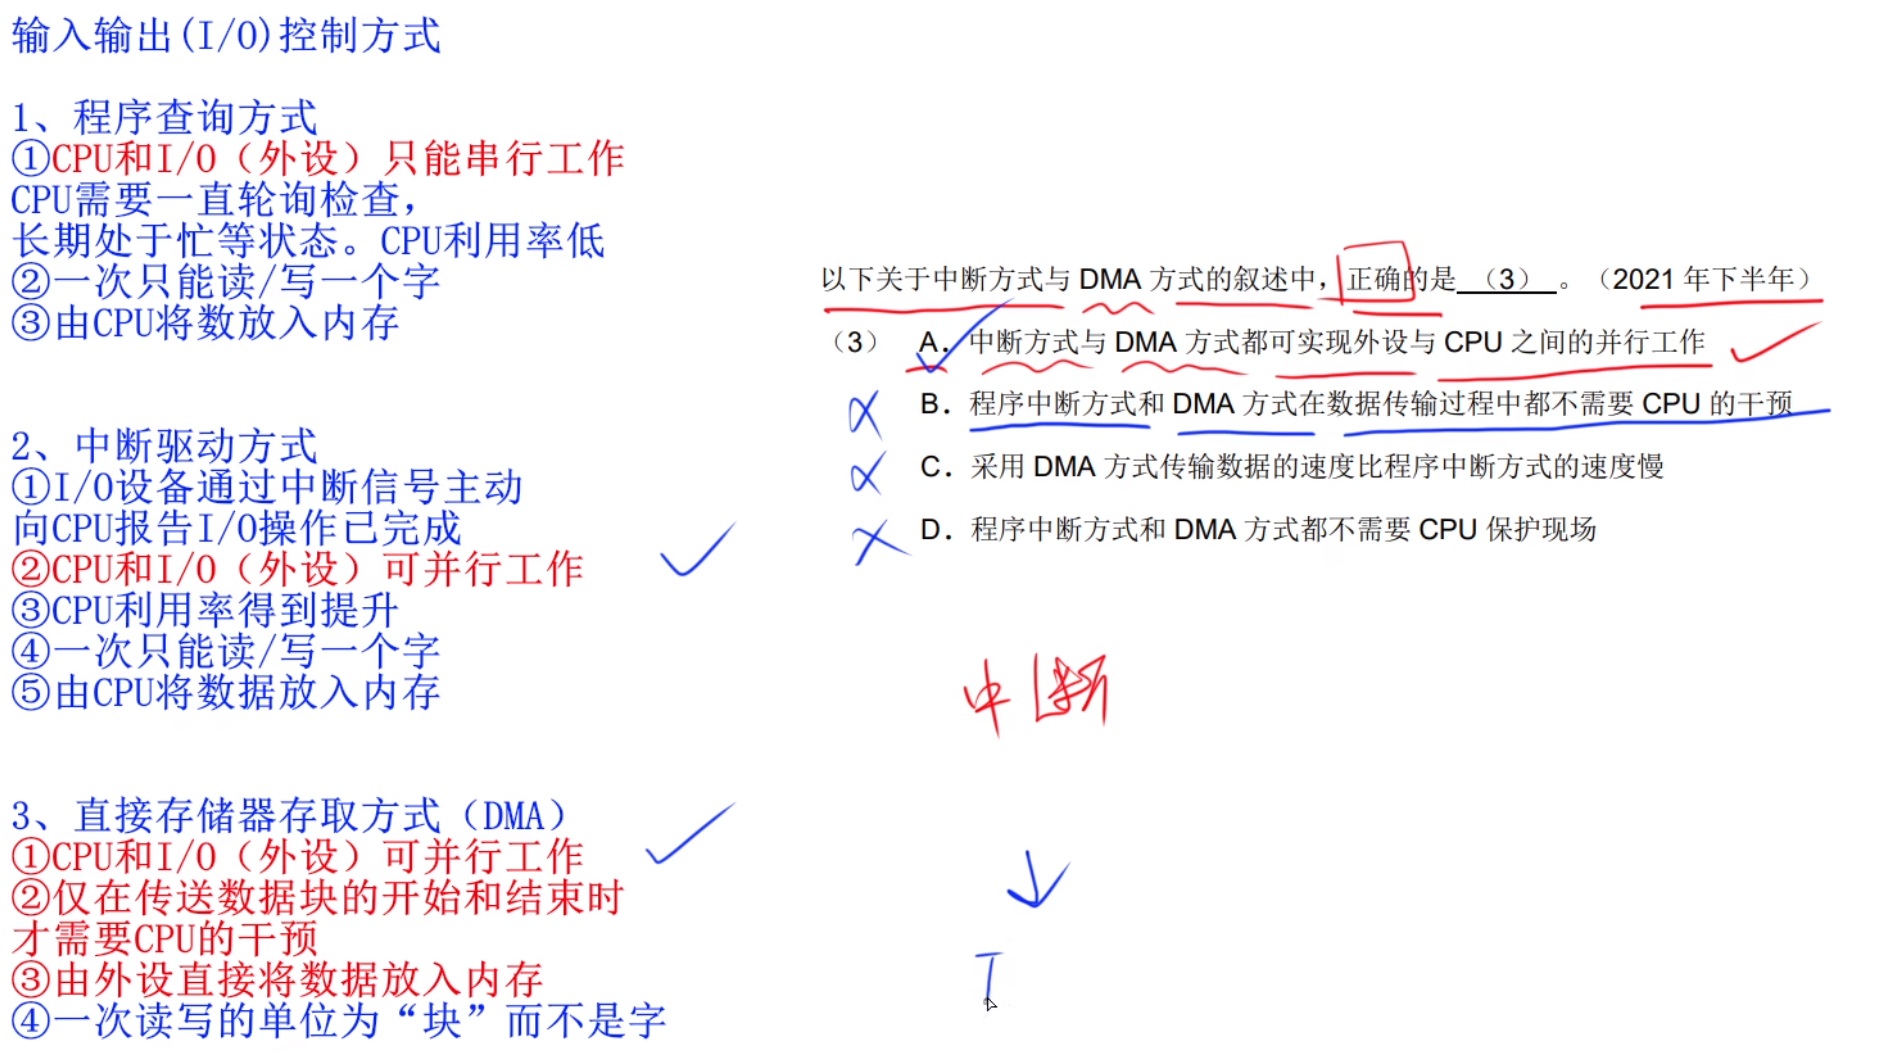 输入输出(I/O)控制方式
1、程序查询方式
①CPU和I/O（外设）只能串行工作
CPU需要一直轮询检查，
长期处于忙等状态。CPU利用率低
②一次只能读/写一个字
③由CPU将数放入内存
2、中断驱动方式
①I/O设备通过中断信号主动
向CPU报告I/O操作已完成
②CPU和I/O（外设）可并行工作
③CPU利用率得到提升
④一次只能读/写一个字
⑤由CPU将数据放入内存
3、直接存储器存取方式（DMA）
①CPU和I/O（外设）可并行工作
②仅在传送数据块的开始和结束时
才需要CPU的干预
③由外设直接将数据放入内存
④一次读写的单位为“块”而不是字
以下关于中断方式与 DMA 方式的叙述中，正确的是 （3） 。（2021 年下半年）
（3） A. 中断方式与 DMA 方式都可实现外设与 CPU 之间的并行工作
B. 程序中断方式和 DMA 方式在数据传输过程中都不需要 CPU 的干预
C. 采用 DMA 方式传输数据的速度比程序中断方式的速度慢
D. 程序中断方式和 DMA 方式都不需要 CPU 保护现场
中断